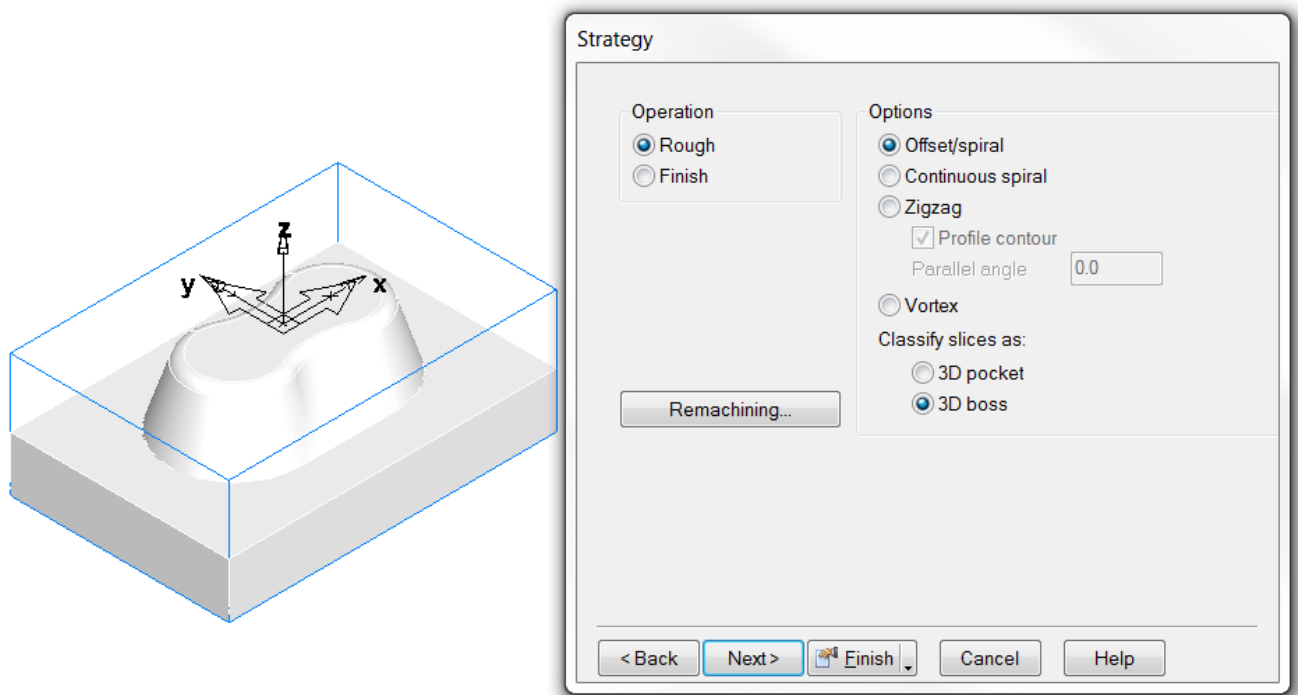 z
y
x
Strategy
Operation
Rough
Finish
Options
Offset/spiral
Continuous spiral
Zigzag
Profile contour
Parallel angle 0.0
Vortex
Classify slices as:
3D pocket
3D boss
Remachining...
< Back Next > Finish Cancel Help